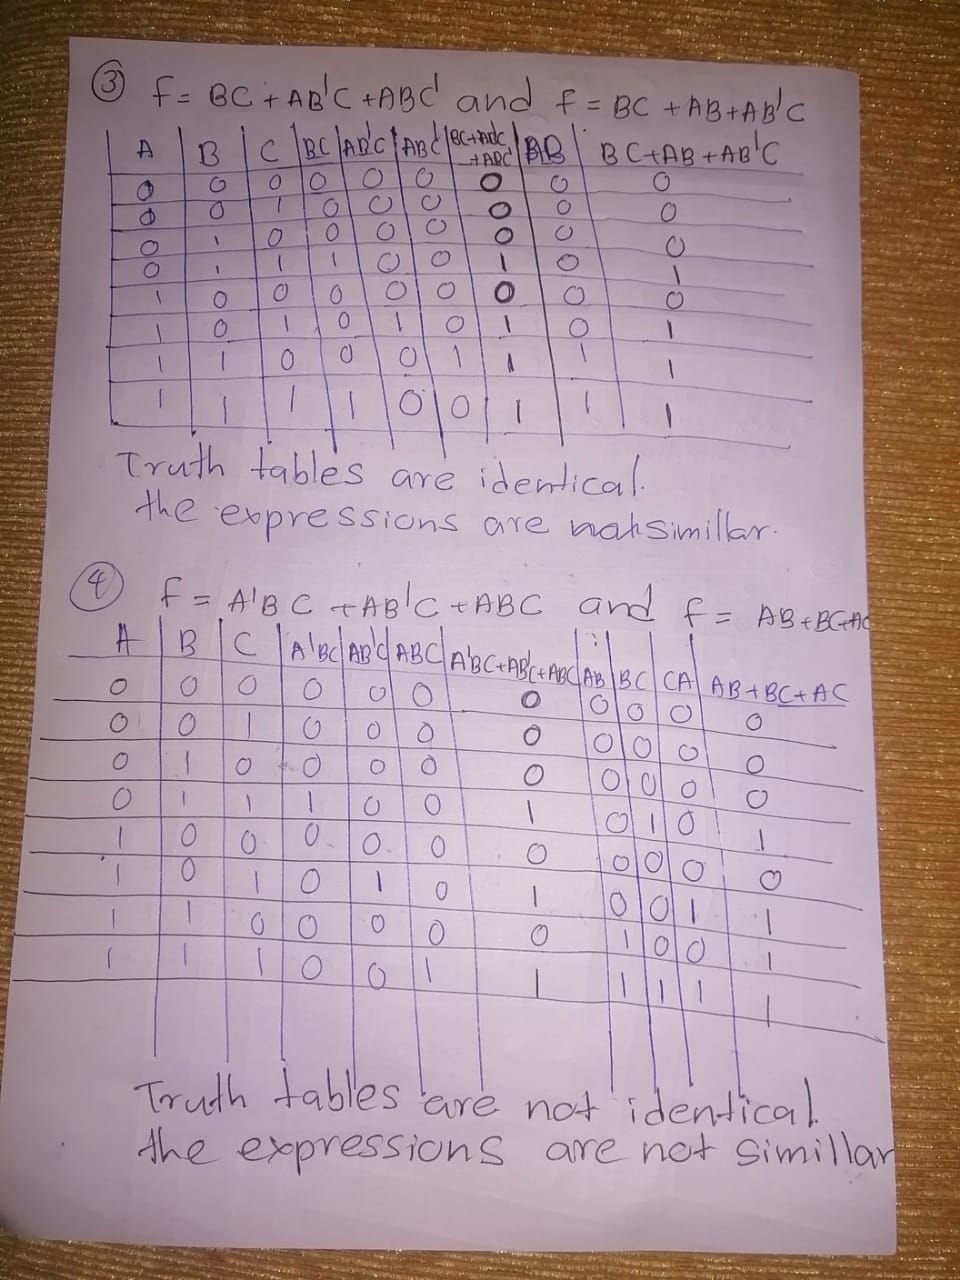 ③ f = BC + AB'C + ABC' and f = BC + AB + AB'C
A B C BC AB'C ABC' BC+AB'C+ABC' AB BC+AB+AB'C
0 0 0 0 0 0 0 0 0
0 0 1 0 0 0 0 0 0
0 1 0 0 0 0 0 0 0
0 1 1 1 0 0 1 0 1
1 0 0 0 0 0 0 0 0
1 0 1 0 1 0 1 0 1
1 1 0 0 0 1 1 1 1
1 1 1 1 0 0 1 1 1
Truth tables are identical.
the expressions are simillar.
④ f = A'BC + AB'C + ABC and f = AB+BC+AC
A B C A'BC AB'C ABC A'BC+AB'C+ABC AB BC CA AB+BC+AC
0 0 0 0 0 0 0 0 0 0 0
0 0 1 0 0 0 0 0 0 0 0
0 1 0 0 0 0 0 0 0 0 0
0 1 1 1 0 0 1 0 1 0 1
1 0 0 0 0 0 0 0 0 0 0
1 0 1 0 1 0 1 0 0 1 1
1 1 0 0 0 0 0 1 0 0 1
1 1 1 0 0 1 1 1 1 1 1
Truth tables are not identical.
the expressions are not simillar